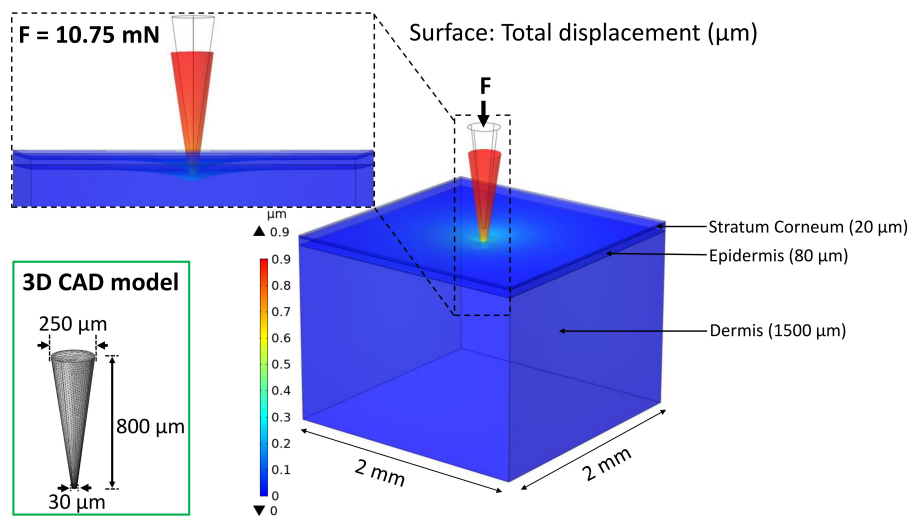 F = 10.75 mN
Surface: Total displacement (µm)
F
Stratum Corneum (20 µm)
Epidermis (80 µm)
Dermis (1500 µm)
µm
▲ 0.9
0.9
0.8
0.7
0.6
0.5
0.4
0.3
0.2
0.1
0
▼ 0
3D CAD model
250 µm
800 µm
30 µm
2 mm
2 mm